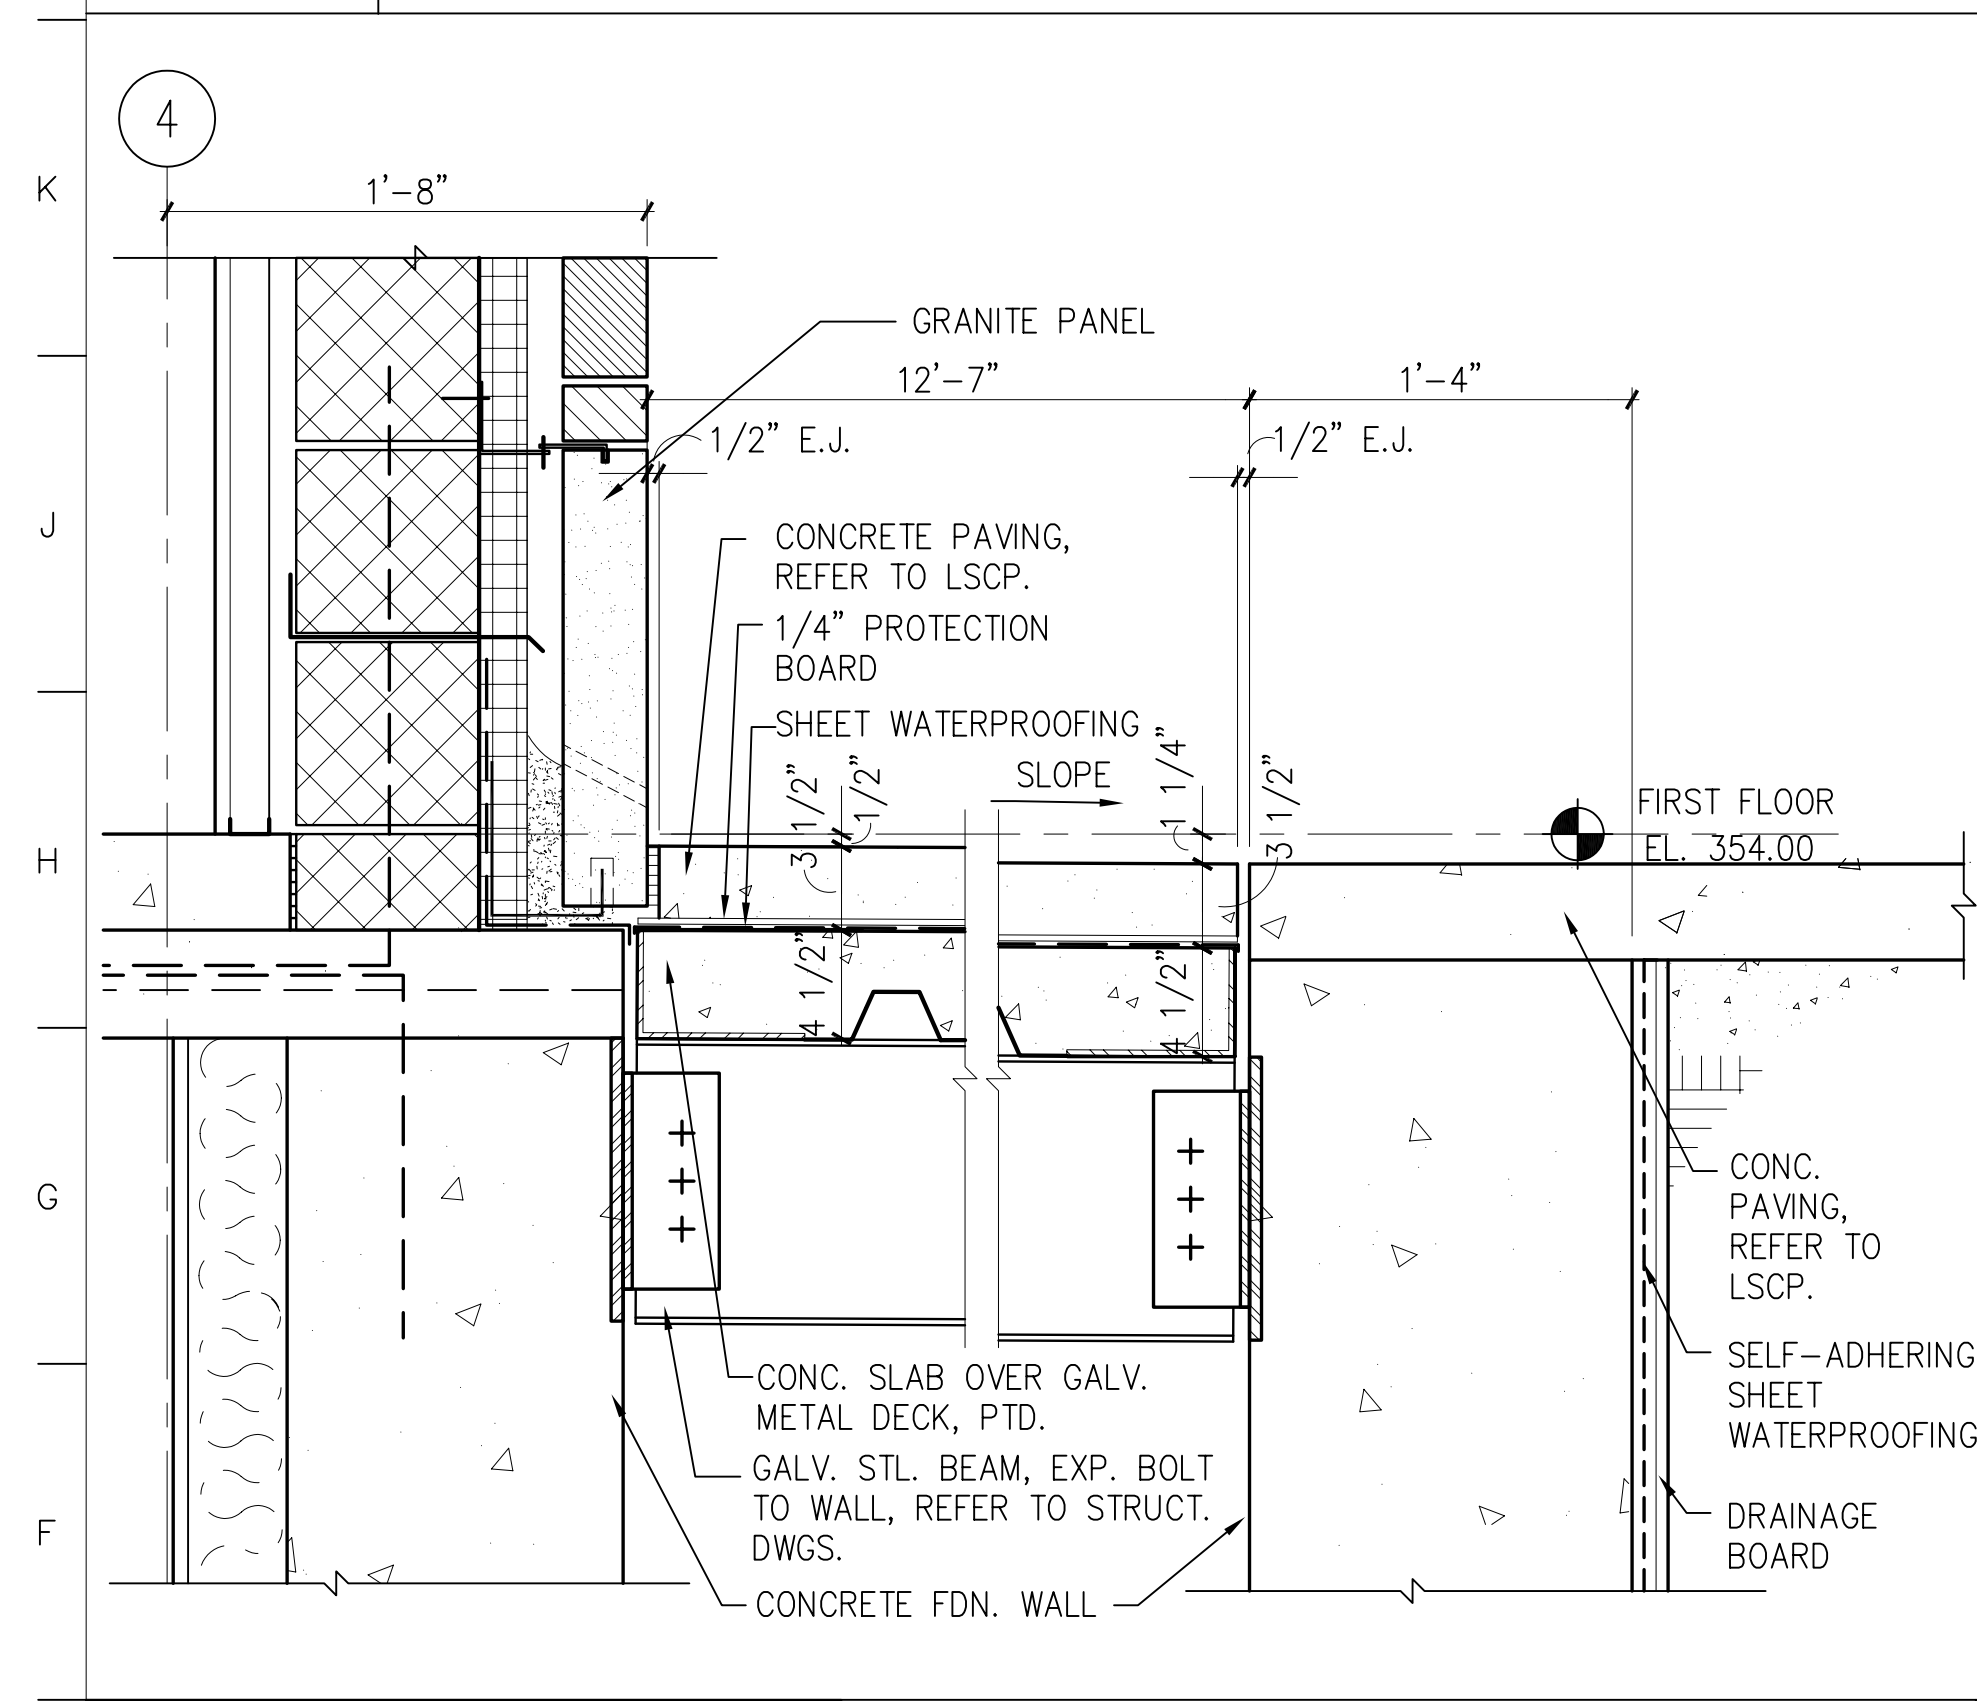 4
K
1'-8"
GRANITE PANEL
12'-7"
1'-4"
1/2" E.J.
1/2" E.J.
J
CONCRETE PAVING,
REFER TO LSCP.
1/4" PROTECTION
BOARD
SHEET WATERPROOFING
SLOPE
3 1/2"
1/2"
1 1/4"
3 1/2"
FIRST FLOOR
EL. 354.00
H
4 1/2"
4 1/2"
G
CONC.
PAVING,
REFER TO
LSCP.
SELF-ADHERING
SHEET
WATERPROOFING
CONC. SLAB OVER GALV.
METAL DECK, PTD.
GALV. STL. BEAM, EXP. BOLT
TO WALL, REFER TO STRUCT.
DWGS.
DRAINAGE
BOARD
F
CONCRETE FDN. WALL